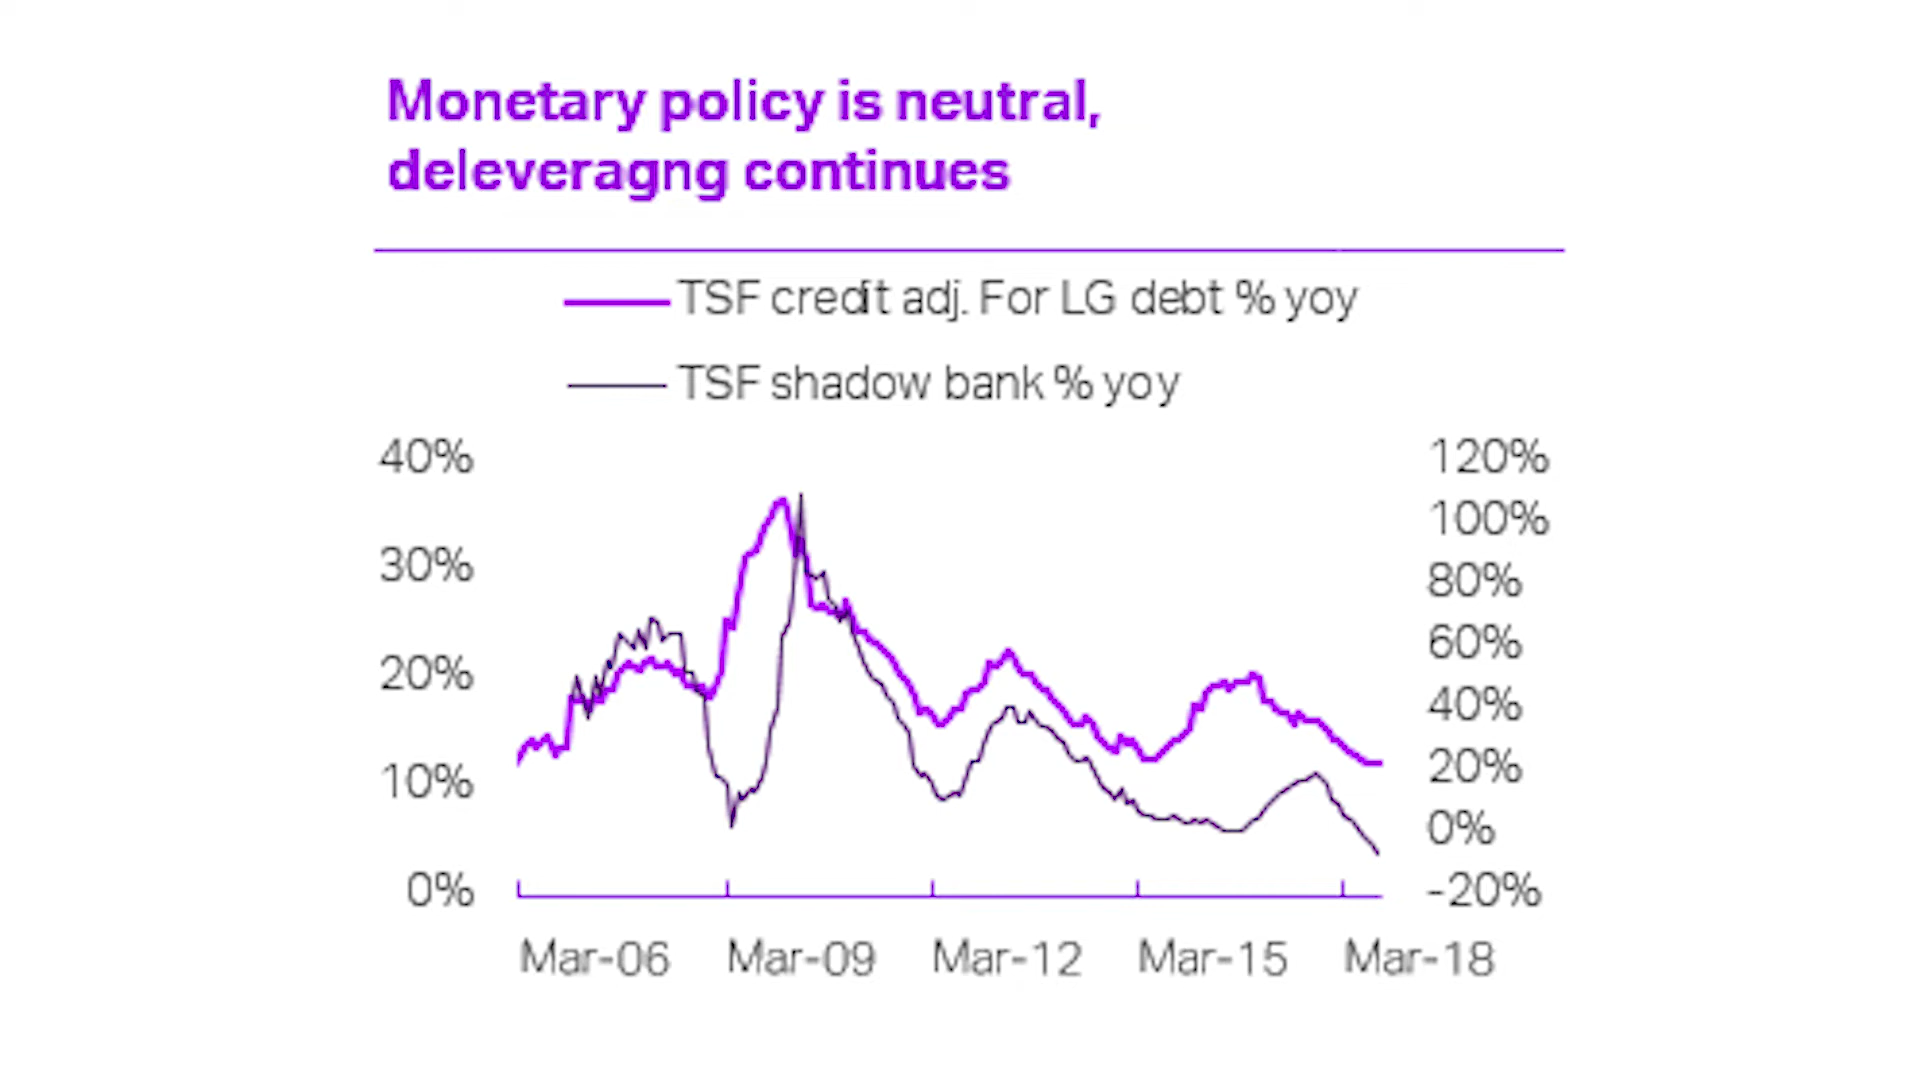 Monetary policy is neutral,
deleveragng continues
TSF credit adj. For LG debt % yoy
TSF shadow bank % yoy
40%
30%
20%
10%
0%
120%
100%
80%
60%
40%
20%
0%
-20%
Mar-06 Mar-09 Mar-12 Mar-15 Mar-18